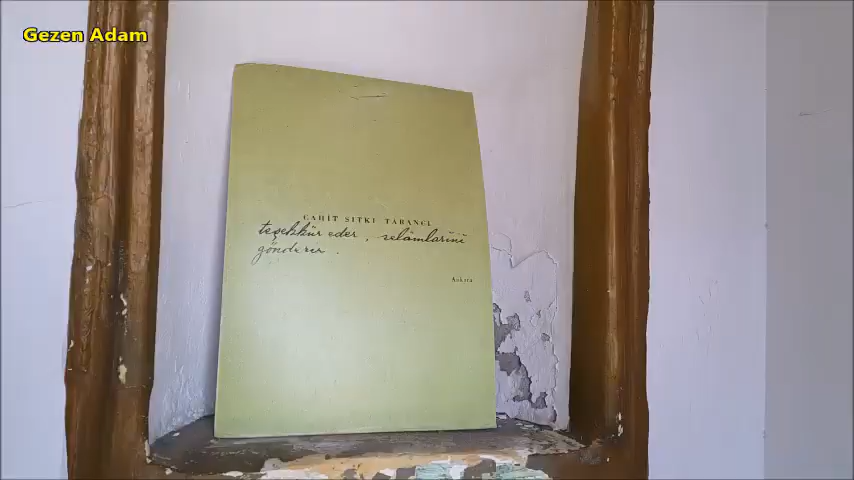 Gezen Adam
CAHİT SITKI TARANCI
teşekkür eder, selâmlarını
gönderir.
Ankara